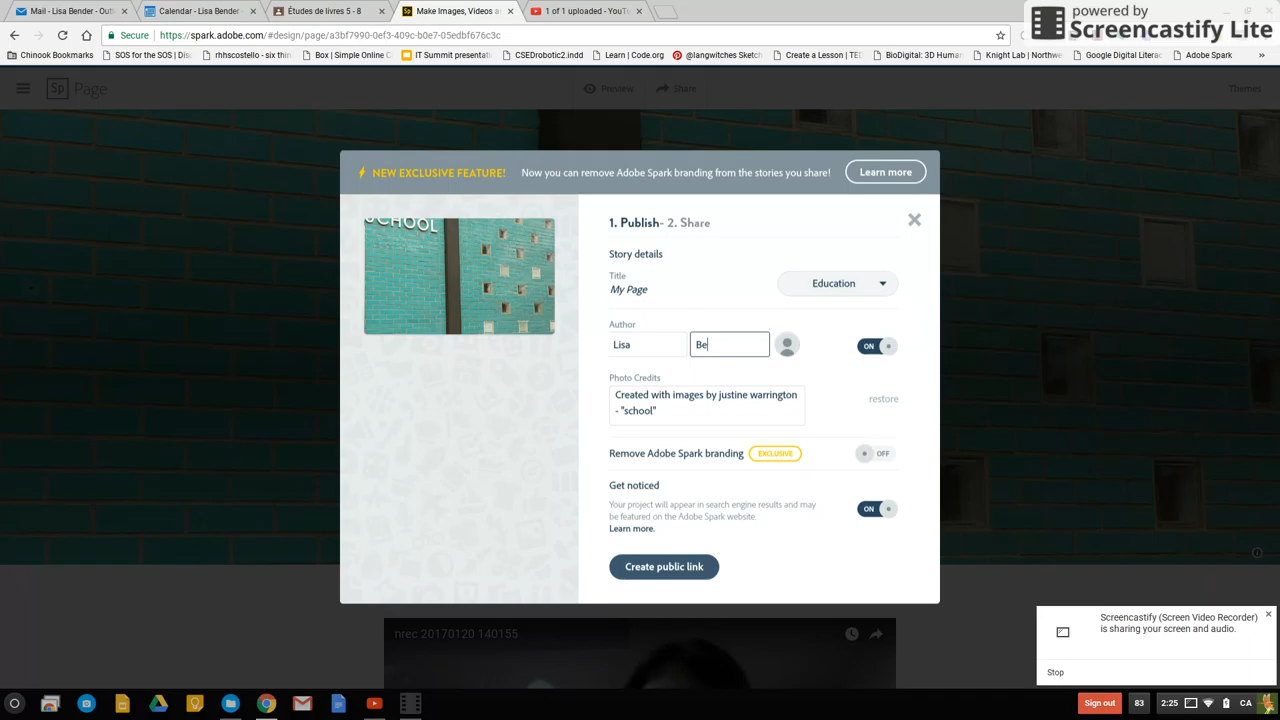 powered by
Screencastify Lite
Mail - Lisa Bender - Out
Calendar - Lisa Bender
Études de livres 5 - 8
Make Images, Videos a
1 of 1 uploaded - YouTu
Secure
https://spark.adobe.com/#design/page/b3bf7990-0ef3-409c-b0e7-05edbf676c3c
Chinook Bookmarks
SOS for the SOS (Disc
rhhscostello - six thin
Box of Broadcasts
IT Summit presentati
CSEDrobotic2.indd
Learn | Code.org
@langwitches Sketch
Create a Lesson | TED
BioDigital: 3D Human
Knight Lab | Northwe
Google Digital Literac
Adobe Spark
»
Sp Page
Preview
Share
Themes
NEW EXCLUSIVE FEATURE!
Now you can remove Adobe Spark branding from the stories you share!
Learn more
SCHOOL
1. Publish- 2. Share
Story details
Title
My Page
Education
Author
Lisa
Be
ON
Photo Credits
Created with images by justine warrington
- "school"
restore
Remove Adobe Spark branding
EXCLUSIVE
OFF
Get noticed
Your project will appear in search engine results and may
be featured on the Adobe Spark website.
Learn more.
ON
Create public link
nrec 20170120 140155
Screencastify (Screen Video Recorder)
is sharing your screen and audio.
Stop
Sign out
83
2:25
CA